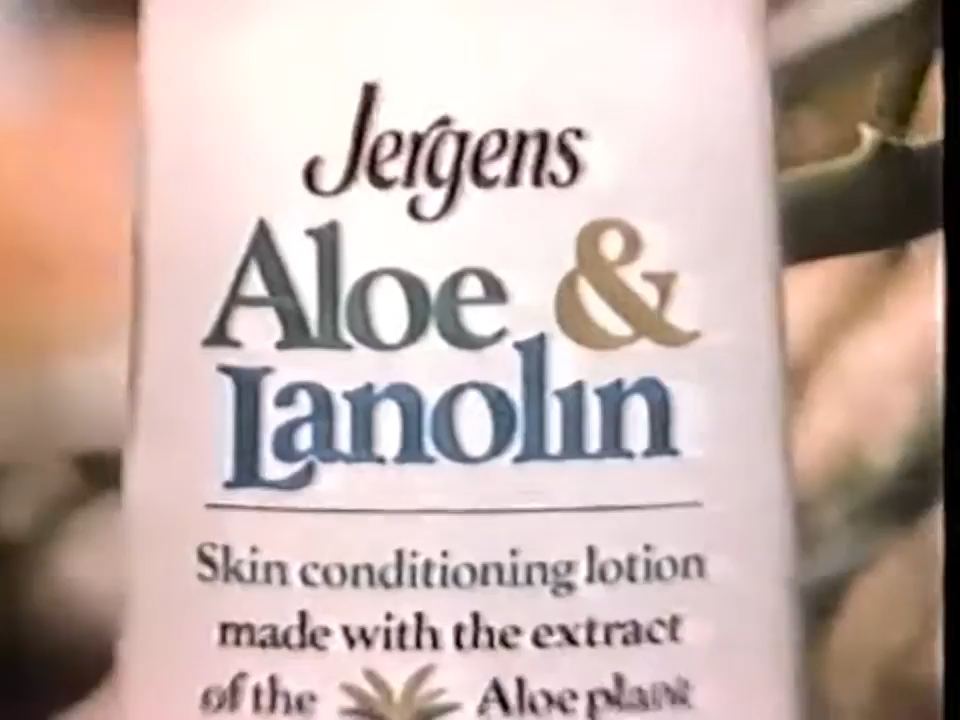 Jergens
Aloe &
Lanolin
Skin conditioning lotion
made with the extract
of the Aloe plant